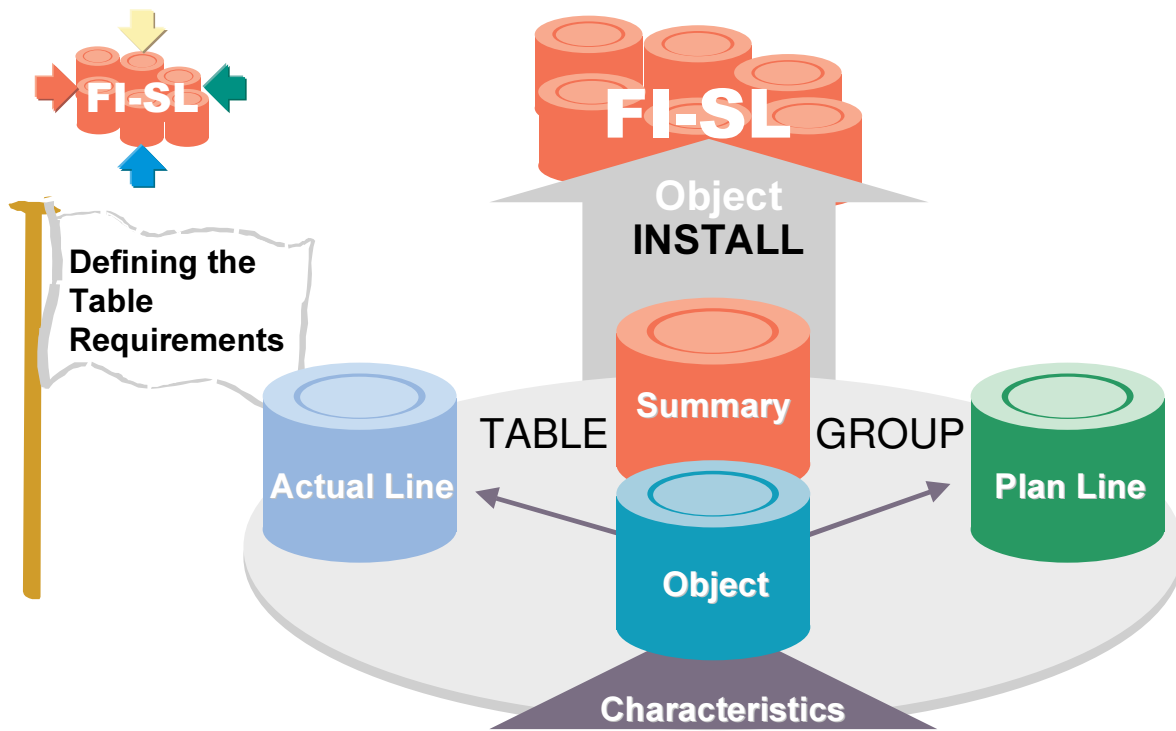 FI-SL
FI-SL
Object
INSTALL
Defining the
Table
Requirements
Summary
TABLE
GROUP
Actual Line
Plan Line
Object
Characteristics